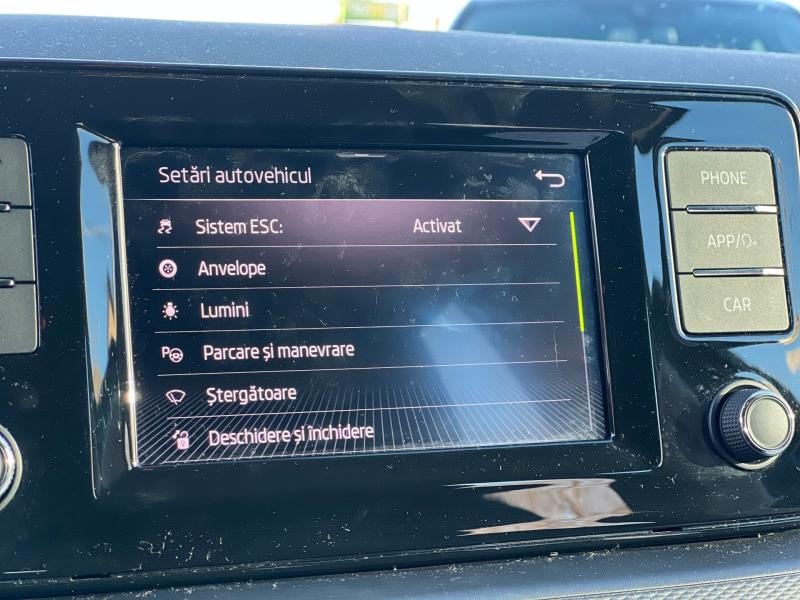 Setări autovehicul
Sistem ESC: Activat
Anvelope
Lumini
Parcare și manevrare
Ștergătoare
Deschidere și închidere
PHONE
APP/
CAR